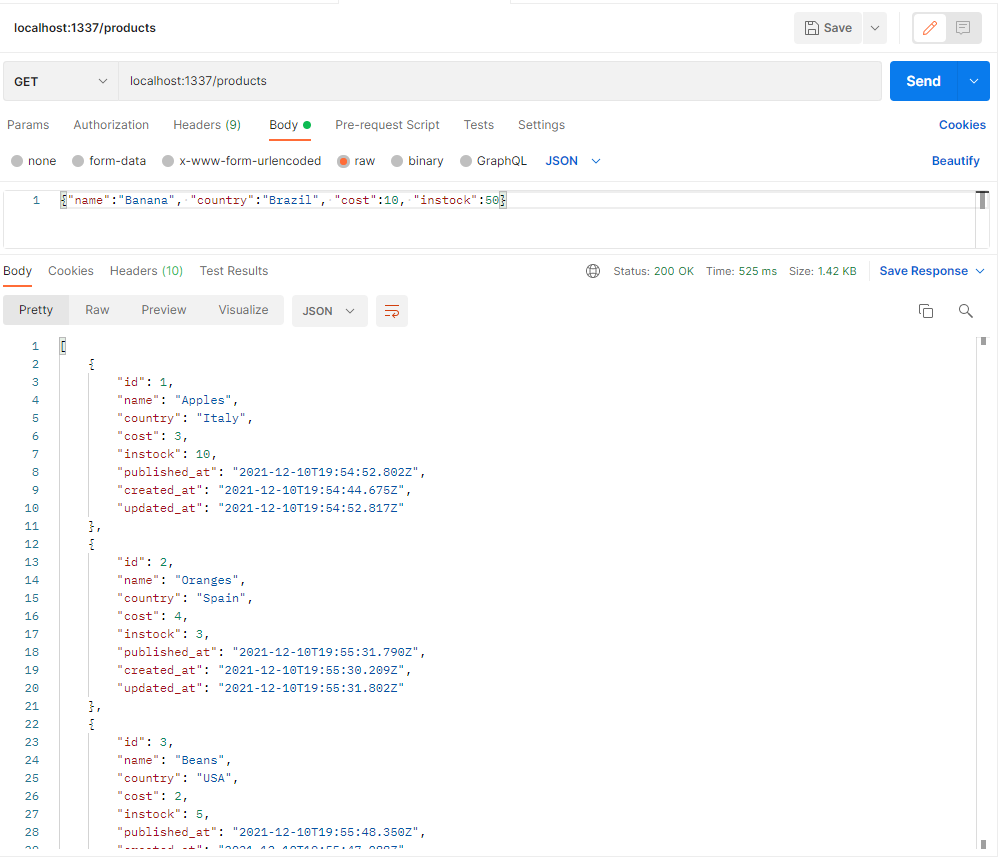 localhost:1337/products
Save
GET localhost:1337/products Send
Params Authorization Headers (9) Body Pre-request Script Tests Settings Cookies
none form-data x-www-form-urlencoded raw binary GraphQL JSON Beautify
1 {"name":"Banana", "country":"Brazil", "cost":10, "instock":50}
Body Cookies Headers (10) Test Results Status: 200 OK Time: 525 ms Size: 1.42 KB Save Response
Pretty Raw Preview Visualize JSON
1 [
2 {
3 "id": 1,
4 "name": "Apples",
5 "country": "Italy",
6 "cost": 3,
7 "instock": 10,
8 "published_at": "2021-12-10T19:54:52.802Z",
9 "created_at": "2021-12-10T19:54:44.675Z",
10 "updated_at": "2021-12-10T19:54:52.817Z"
11 },
12 {
13 "id": 2,
14 "name": "Oranges",
15 "country": "Spain",
16 "cost": 4,
17 "instock": 3,
18 "published_at": "2021-12-10T19:55:31.790Z",
19 "created_at": "2021-12-10T19:55:30.209Z",
20 "updated_at": "2021-12-10T19:55:31.802Z"
21 },
22 {
23 "id": 3,
24 "name": "Beans",
25 "country": "USA",
26 "cost": 2,
27 "instock": 5,
28 "published_at": "2021-12-10T19:55:48.350Z",
29 "created_at":